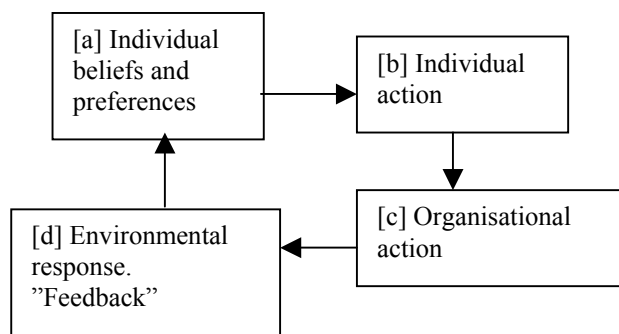 [a] Individual
beliefs and
preferences
[b] Individual
action
[c] Organisational
action
[d] Environmental
response.
”Feedback”